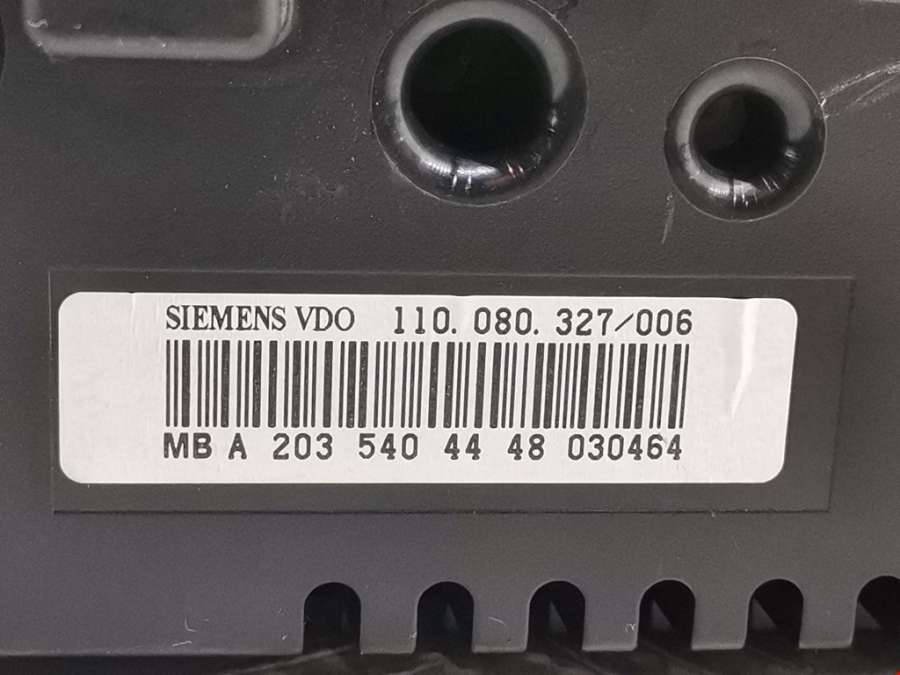 SIEMENS VDO 110.080.327/006
MB A 203 540 44 48 030464